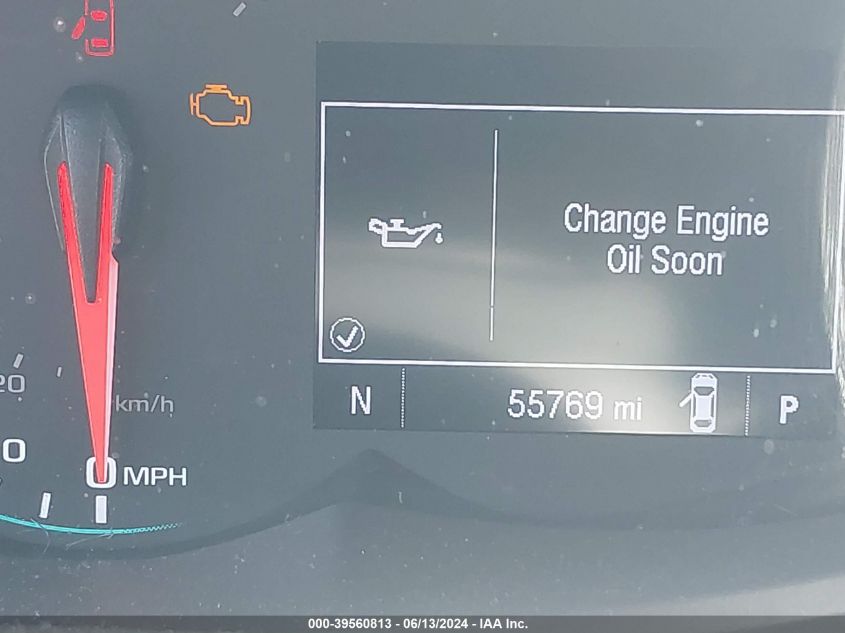 Change Engine
Oil Soon
N 55769 mi P
20 km/h
0
0 MPH
000-39560813 - 06/13/2024 - IAA Inc.